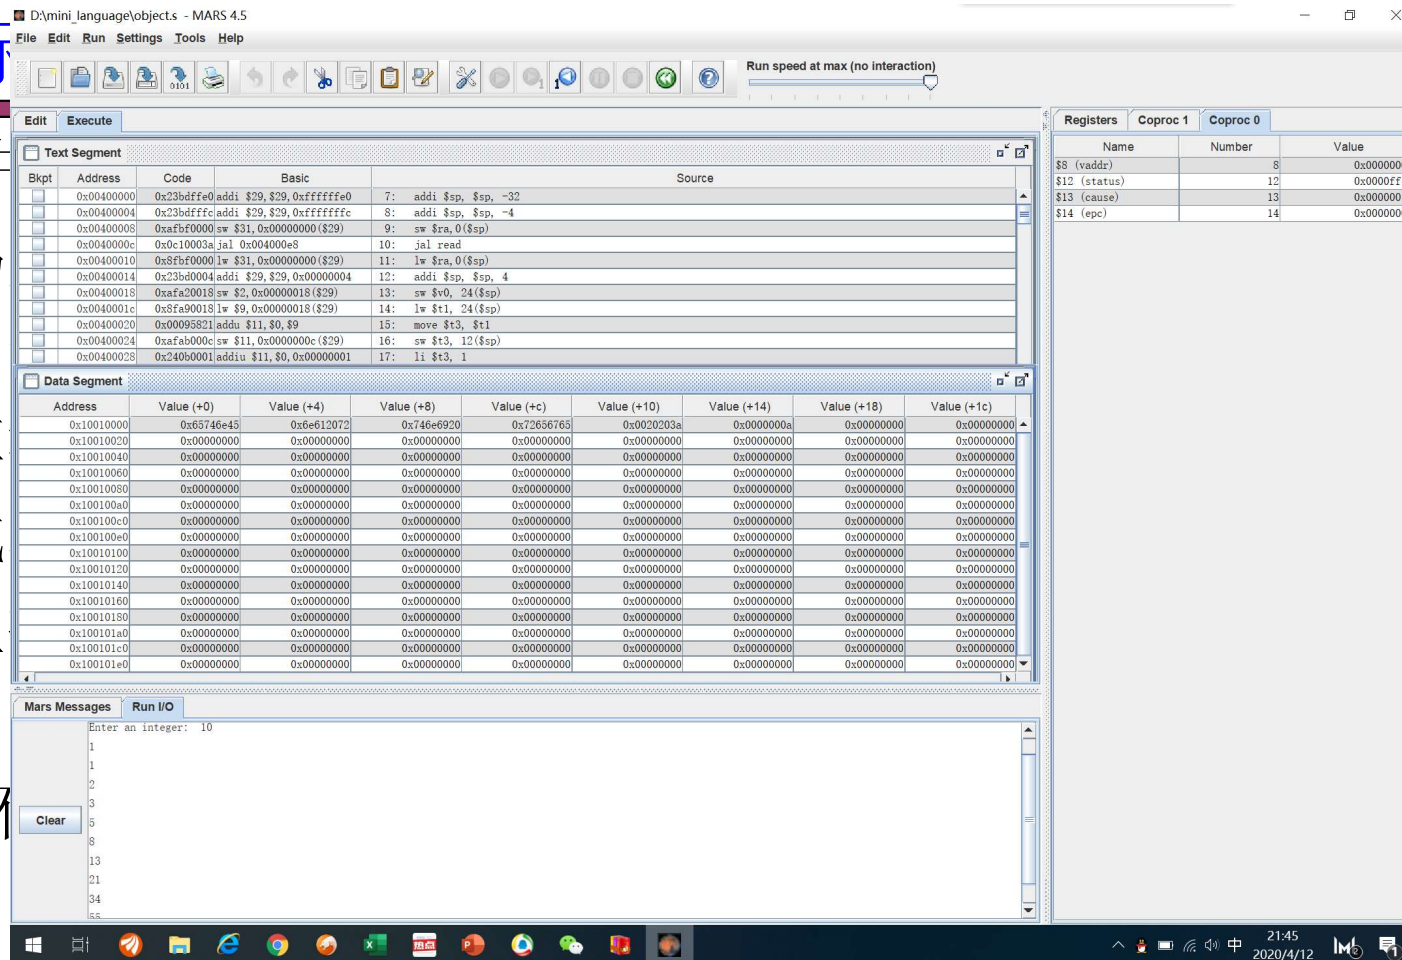 D:\mini_language\object.s - MARS 4.5
File Edit Run Settings Tools Help
Run speed at max (no interaction)
Edit Execute
Text Segment
Bkpt Address Code Basic Source
0x00400000 0x23bdffe0 addi $29,$29,0xffffffe0 7: addi $sp, $sp, -32
0x00400004 0x23bdfffc addi $29,$29,0xfffffffc 8: addi $sp, $sp, -4
0x00400008 0xafbf0000 sw $31,0x00000000($29) 9: sw $ra,0($sp)
0x0040000c 0x0c10003a jal 0x004000e8 10: jal read
0x00400010 0x8fbf0000 lw $31,0x00000000($29) 11: lw $ra,0($sp)
0x00400014 0x23bd0004 addi $29,$29,0x00000004 12: addi $sp, $sp, 4
0x00400018 0xafa20018 sw $2,0x00000018($29) 13: sw $v0, 24($sp)
0x0040001c 0x8fa90018 lw $9,0x00000018($29) 14: lw $t1, 24($sp)
0x00400020 0x00095821 addu $11,$0,$9 15: move $t3, $t1
0x00400024 0xafab000c sw $11,0x0000000c($29) 16: sw $t3, 12($sp)
0x00400028 0x240b0001 addiu $11,$0,0x00000001 17: li $t3, 1
Data Segment
Address Value (+0) Value (+4) Value (+8) Value (+c) Value (+10) Value (+14) Value (+18) Value (+1c)
0x10010000 0x65746e45 0x6e612072 0x746e6920 0x72656765 0x0020203a 0x0000000a 0x00000000 0x00000000
0x10010020 0x00000000 0x00000000 0x00000000 0x00000000 0x00000000 0x00000000 0x00000000 0x00000000
0x10010040 0x00000000 0x00000000 0x00000000 0x00000000 0x00000000 0x00000000 0x00000000 0x00000000
0x10010060 0x00000000 0x00000000 0x00000000 0x00000000 0x00000000 0x00000000 0x00000000 0x00000000
0x10010080 0x00000000 0x00000000 0x00000000 0x00000000 0x00000000 0x00000000 0x00000000 0x00000000
0x100100a0 0x00000000 0x00000000 0x00000000 0x00000000 0x00000000 0x00000000 0x00000000 0x00000000
0x100100c0 0x00000000 0x00000000 0x00000000 0x00000000 0x00000000 0x00000000 0x00000000 0x00000000
0x100100e0 0x00000000 0x00000000 0x00000000 0x00000000 0x00000000 0x00000000 0x00000000 0x00000000
0x10010100 0x00000000 0x00000000 0x00000000 0x00000000 0x00000000 0x00000000 0x00000000 0x00000000
0x10010120 0x00000000 0x00000000 0x00000000 0x00000000 0x00000000 0x00000000 0x00000000 0x00000000
0x10010140 0x00000000 0x00000000 0x00000000 0x00000000 0x00000000 0x00000000 0x00000000 0x00000000
0x10010160 0x00000000 0x00000000 0x00000000 0x00000000 0x00000000 0x00000000 0x00000000 0x00000000
0x10010180 0x00000000 0x00000000 0x00000000 0x00000000 0x00000000 0x00000000 0x00000000 0x00000000
0x100101a0 0x00000000 0x00000000 0x00000000 0x00000000 0x00000000 0x00000000 0x00000000 0x00000000
0x100101c0 0x00000000 0x00000000 0x00000000 0x00000000 0x00000000 0x00000000 0x00000000 0x00000000
0x100101e0 0x00000000 0x00000000 0x00000000 0x00000000 0x00000000 0x00000000 0x00000000 0x00000000
Mars Messages Run I/O
Enter an integer: 10
1
1
2
3
5
8
13
21
34
55
Clear
Registers Coproc 1 Coproc 0
Name Number Value
$8 (vaddr) 8 0x000000
$12 (status) 12 0x0000ff
$13 (cause) 13 0x000000
$14 (epc) 14 0x000000
热点
中
21:45
2020/4/12